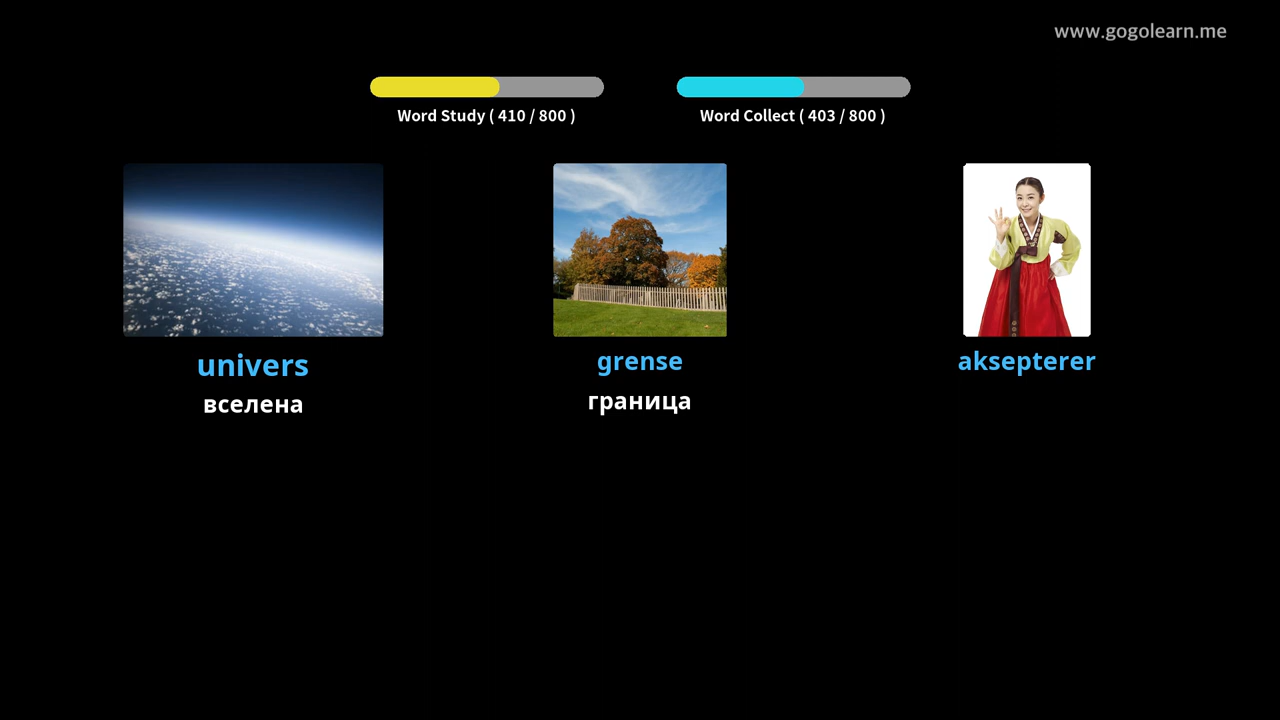 www.gogolearn.me
Word Study ( 410 / 800 )
Word Collect ( 403 / 800 )
univers
вселена
grense
граница
aksepterer